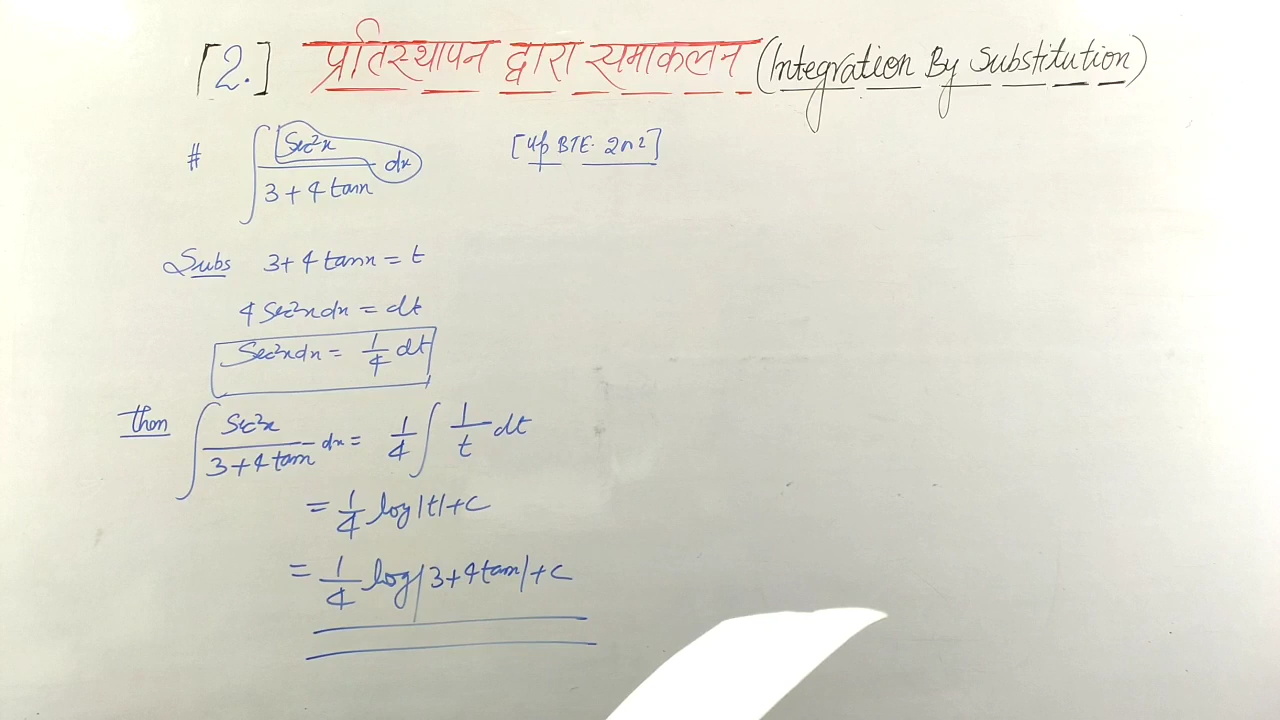 [2.] प्रतिस्थापन द्वारा समाकलन (Integration By Substitution)
# ∫ Sec²x / 3 + 4 tanx dx [Up BTE. 2022]
Subs 3 + 4 tanx = t
4 Sec²x dx = dt
Sec²x dx = 1/4 dt
Then ∫ Sec²x / 3 + 4 tanx dx = 1/4 ∫ 1/t dt
= 1/4 log|t| + c
= 1/4 log|3 + 4 tanx| + c